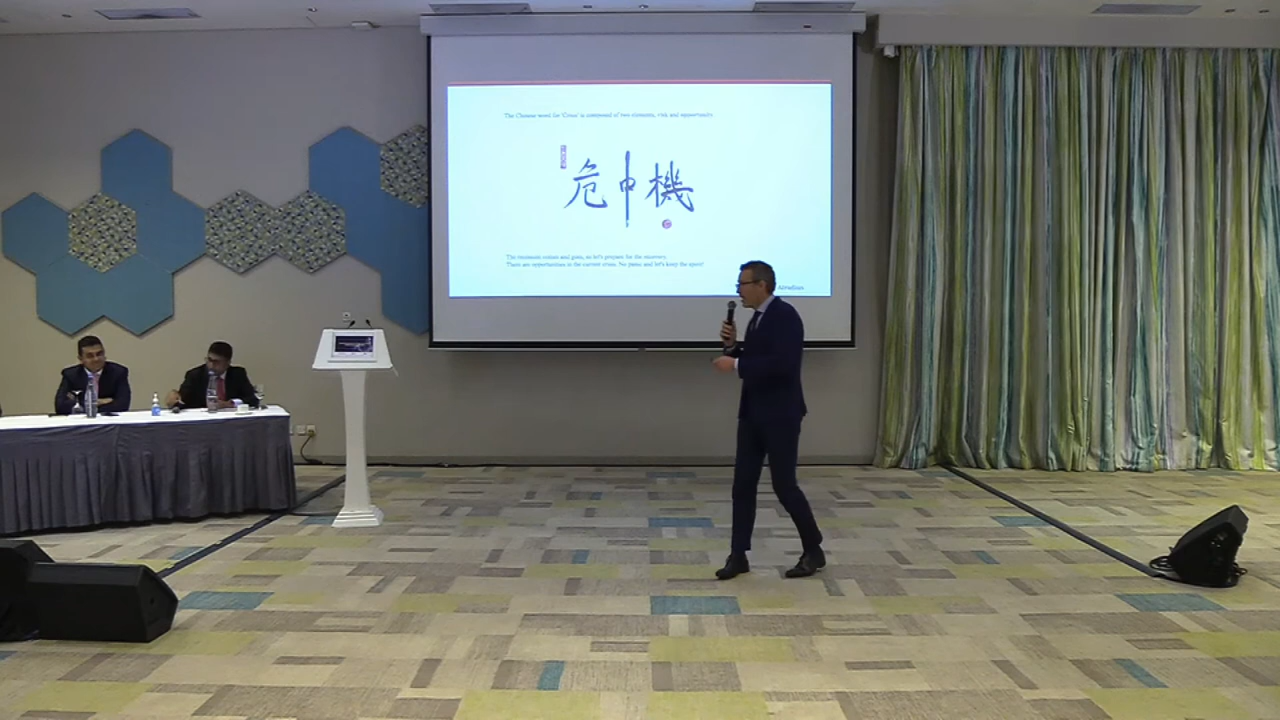 The Chinese word for 'Crisis' is composed of two elements, risk and opportunity
危中機
The recession comes and goes, so let's prepare for the recovery.
There are opportunities in the current crisis. No panic and let's keep the spirit!